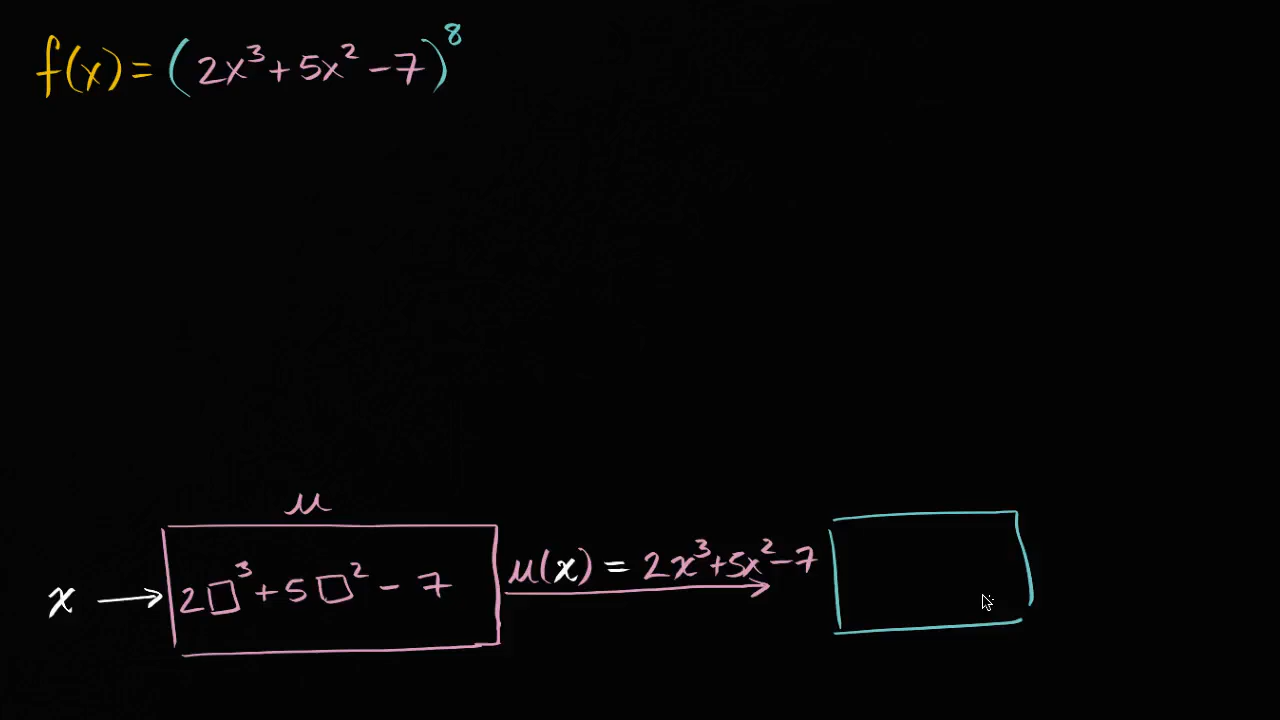 f(x) = (2x³+5x²-7)⁸
u
x → 2□³+5□²-7 u(x) = 2x³+5x²-7